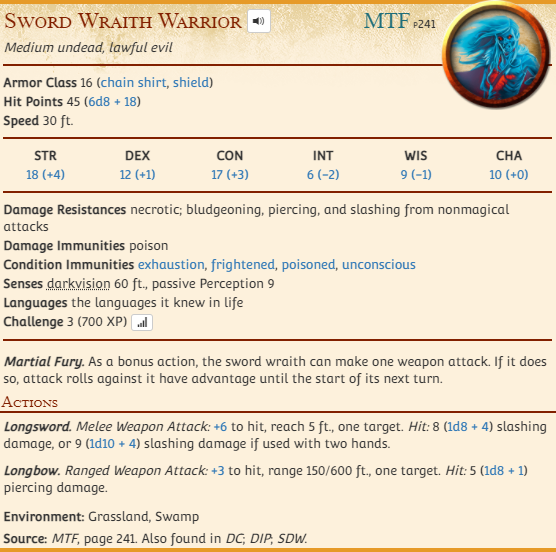 Sword Wraith Warrior MTF p241
Medium undead, lawful evil
Armor Class 16 (chain shirt, shield)
Hit Points 45 (6d8 + 18)
Speed 30 ft.
STR DEX CON INT WIS CHA
18 (+4) 12 (+1) 17 (+3) 6 (−2) 9 (−1) 10 (+0)
Damage Resistances necrotic; bludgeoning, piercing, and slashing from nonmagical
attacks
Damage Immunities poison
Condition Immunities exhaustion, frightened, poisoned, unconscious
Senses darkvision 60 ft., passive Perception 9
Languages the languages it knew in life
Challenge 3 (700 XP)
Martial Fury. As a bonus action, the sword wraith can make one weapon attack. If it does
so, attack rolls against it have advantage until the start of its next turn.
Actions
Longsword. Melee Weapon Attack: +6 to hit, reach 5 ft., one target. Hit: 8 (1d8 + 4) slashing
damage, or 9 (1d10 + 4) slashing damage if used with two hands.
Longbow. Ranged Weapon Attack: +3 to hit, range 150/600 ft., one target. Hit: 5 (1d8 + 1)
piercing damage.
Environment: Grassland, Swamp
Source: MTF, page 241. Also found in DC; DIP; SDW.